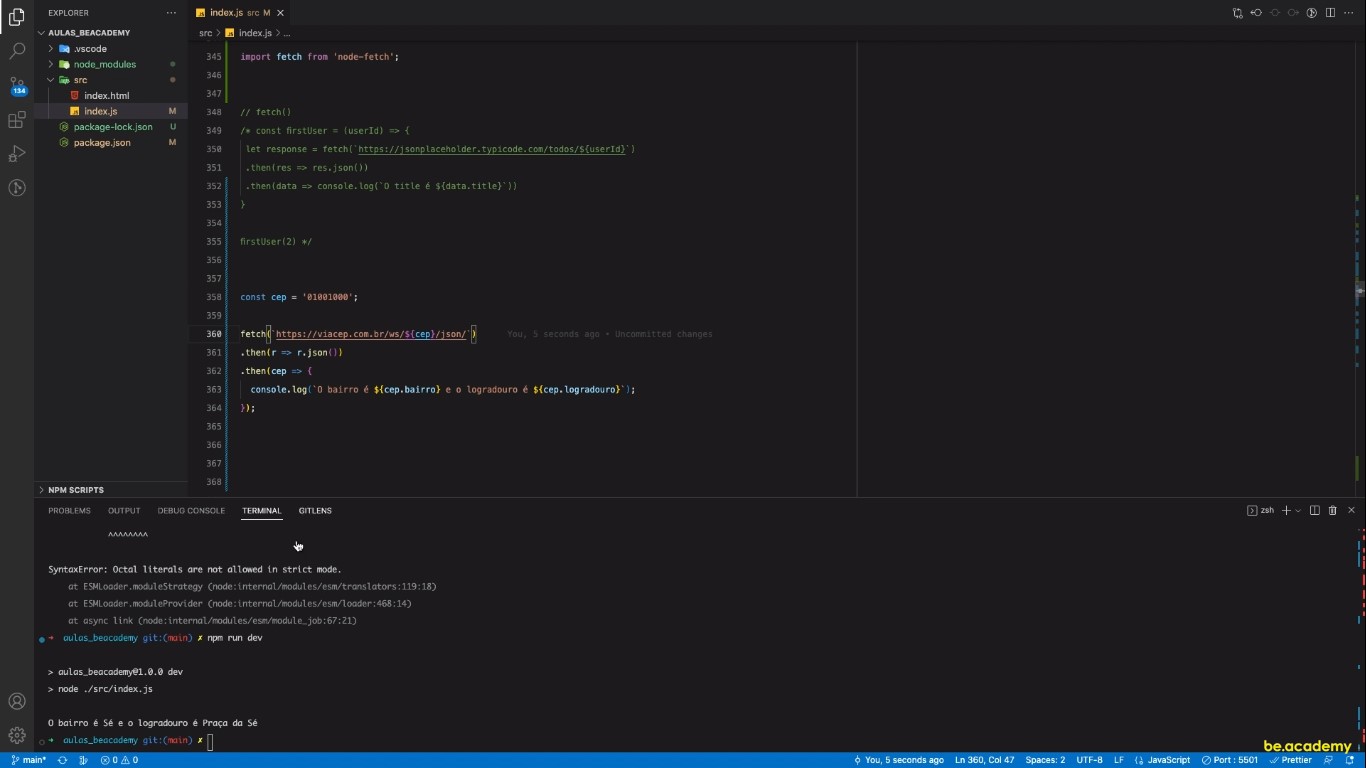 EXPLORER
AULAS_BEACADEMY
.vscode
node_modules
src
index.html
index.js M
package-lock.json U
package.json M
134
NPM SCRIPTS
index.js src M
src > index.js > ...
345 import fetch from 'node-fetch';
346
347
348 // fetch()
349 /* const firstUser = (userId) => {
350 let response = fetch(`https://jsonplaceholder.typicode.com/todos/${userId}`)
351 .then(res => res.json())
352 .then(data => console.log(`O title é ${data.title}`))
353 }
354
355 firstUser(2) */
356
357
358 const cep = '01001000';
359
360 fetch(`https://viacep.com.br/ws/${cep}/json/`) You, 5 seconds ago • Uncommitted changes
361 .then(r => r.json())
362 .then(cep => {
363 console.log(`O bairro é ${cep.bairro} e o logradouro é ${cep.logradouro}`);
364 });
365
366
367
368
PROBLEMS OUTPUT DEBUG CONSOLE TERMINAL GITLENS zsh
^^^^^^^^
SyntaxError: Octal literals are not allowed in strict mode.
at ESMLoader.moduleStrategy (node:internal/modules/esm/translators:119:18)
at ESMLoader.moduleProvider (node:internal/modules/esm/loader:468:14)
at async link (node:internal/modules/esm/module_job:67:21)
➜ aulas_beacademy git:(main) ✗ npm run dev
> aulas_beacademy@1.0.0 dev
> node ./src/index.js
O bairro é Sé e o logradouro é Praça da Sé
➜ aulas_beacademy git:(main) ✗
be.academy
main* 0 0 You, 5 seconds ago Ln 360, Col 47 Spaces: 2 UTF-8 LF JavaScript Port : 5501 Prettier